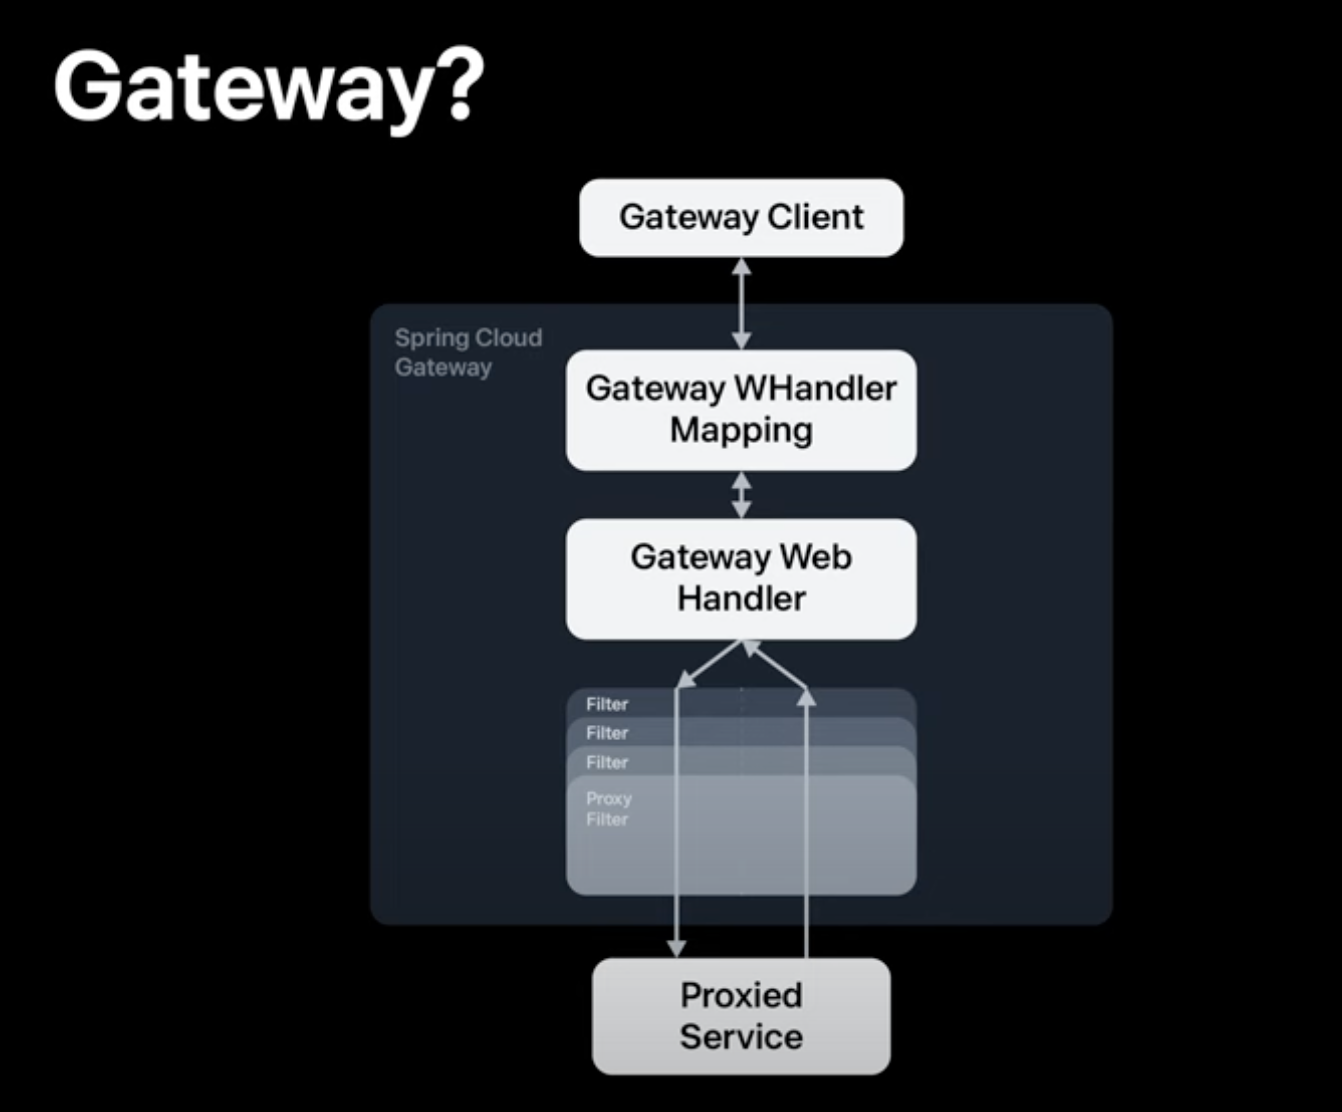 Gateway?
Gateway Client
Spring Cloud
Gateway
Gateway WHandler
Mapping
Gateway Web
Handler
Filter
Filter
Filter
Proxy
Filter
Proxied
Service